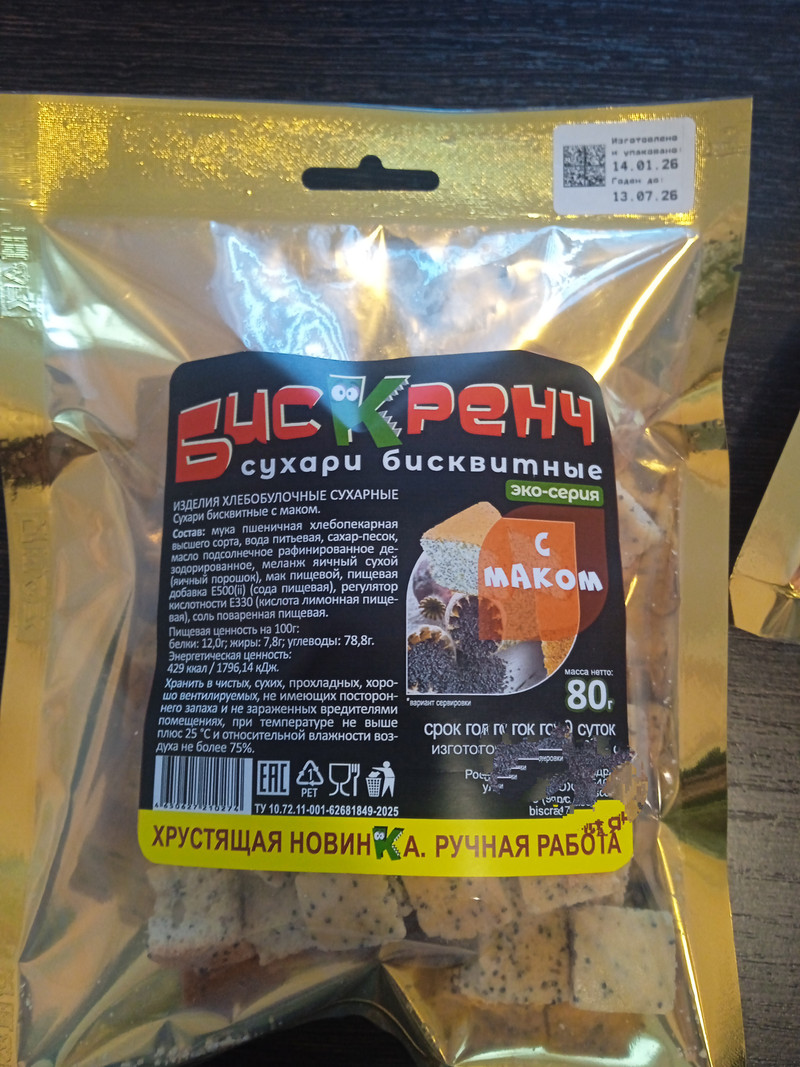 Изготовлено
и упаковано:
14.01.26
Годен до:
13.07.26
БИСКРЕНЧ
сухари бисквитные
эко-серия
ИЗДЕЛИЯ ХЛЕБОБУЛОЧНЫЕ СУХАРНЫЕ
Сухари бисквитные с маком.
Состав: мука пшеничная хлебопекарная
высшего сорта, вода питьевая, сахар-песок,
масло подсолнечное рафинированное де-
зодорированное, меланж яичный сухой
(яичный порошок), мак пищевой, пищевая
добавка E500(ii) (сода пищевая), регулятор
кислотности Е330 (кислота лимонная пище-
вая), соль поваренная пищевая.
Пищевая ценность на 100г:
белки: 12,0г; жиры: 7,8г; углеводы: 78,8г.
Энергетическая ценность:
429 ккал / 1796,14 кДж.
Хранить в чистых, сухих, прохладных, хоро-
шо вентилируемых, не имеющих посторон-
него запаха и не зараженных вредителями
помещениях, при температуре не выше
плюс 25 °С и относительной влажности воз-
духа не более 75%.
С
МАКОМ
*вариант сервировки
масса нетто:
80г
срок суток
EAC
PET
ТУ 10.72.11-001-62681849-2025
ХРУСТЯЩАЯ НОВИНКА. РУЧНАЯ РАБОТА